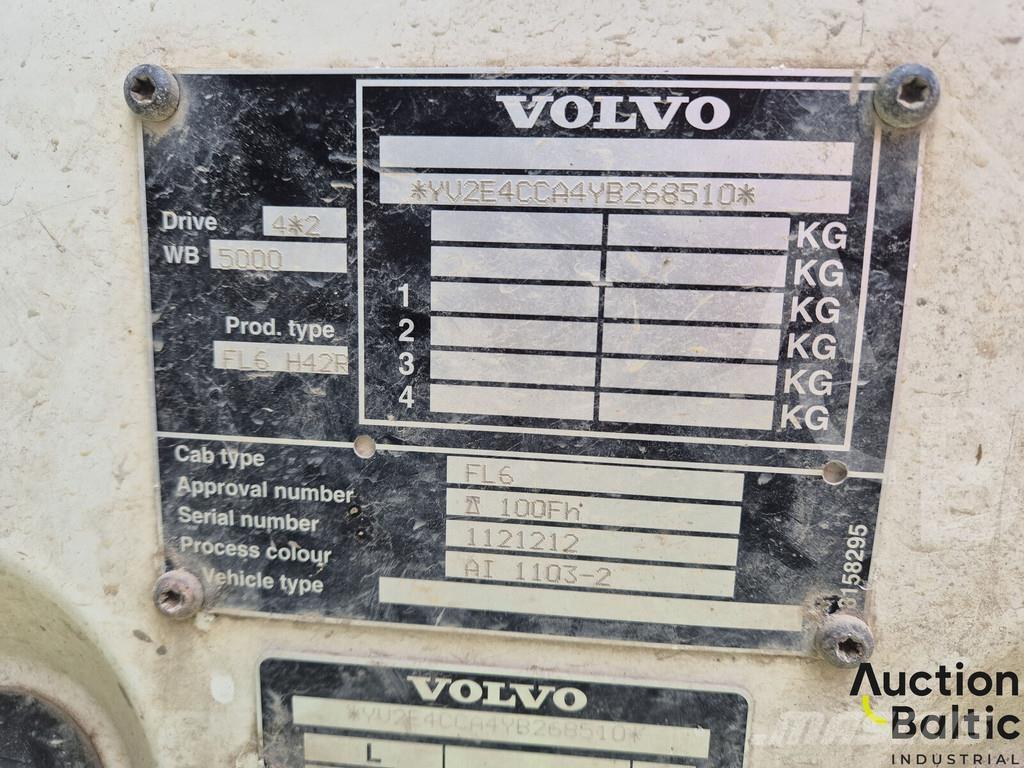 VOLVO
*YV2E4CCA4YB268510*
Drive 4*2
WB 5000
KG
KG
1 KG
2 KG
3 KG
4 KG
Prod. type
FL6 H42R
Cab type FL6
Approval number 100Fh
Serial number 1121212
Process colour AI 1103-2
Vehicle type
8158295
VOLVO
*YV2E4CCA4YB268510*
L
Auction
Baltic
INDUSTRIAL